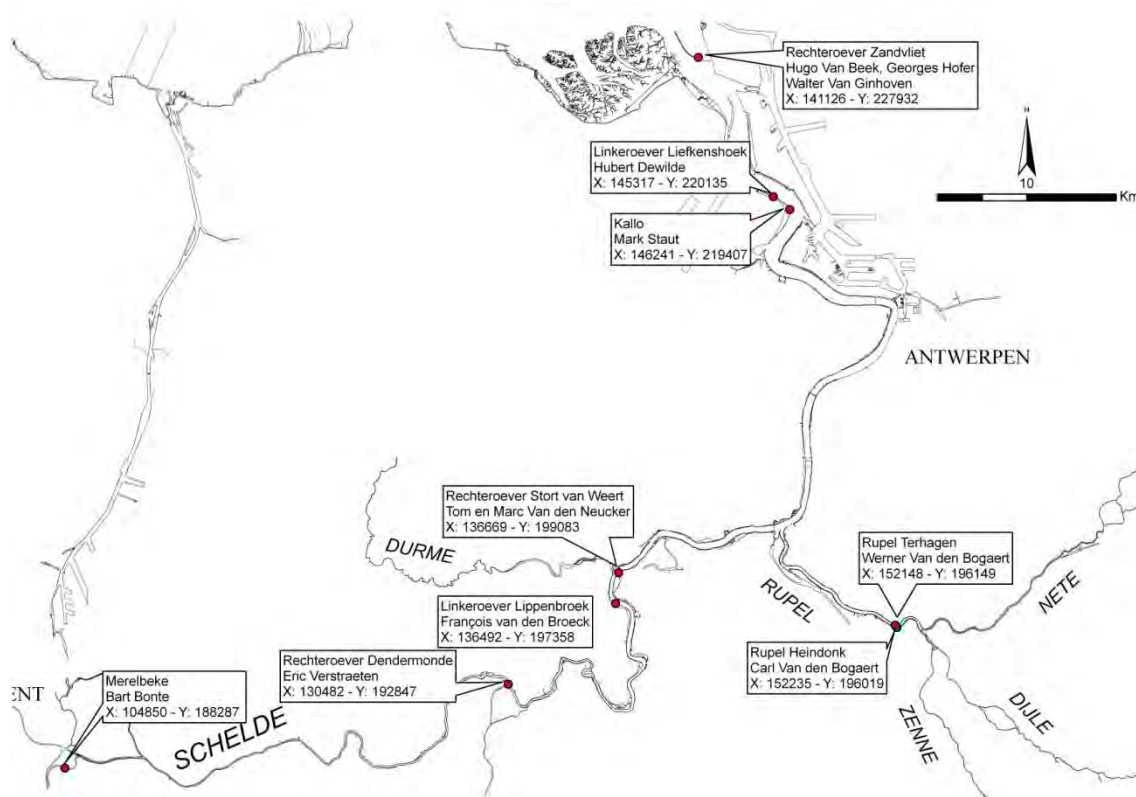 Rechteroever Zandvliet
Hugo Van Beek, Georges Hofer
Walter Van Ginhoven
X: 141126 - Y: 227932
N
10
Km
Linkeroever Liefkenshoek
Hubert Dewilde
X: 145317 - Y: 220135
Kallo
Mark Staut
X: 146241 - Y: 219407
ANTWERPEN
Rechteroever Stort van Weert
Tom en Marc Van den Neucker
X: 136669 - Y: 199083
DURME
Rupel Terhagen
Werner Van den Bogaert
X: 152148 - Y: 196149
RUPEL
NETE
Linkeroever Lippenbroek
François van den Broeck
X: 136492 - Y: 197358
Rechteroever Dendermonde
Eric Verstraeten
X: 130482 - Y: 192847
Rupel Heindonk
Carl Van den Bogaert
X: 152235 - Y: 196019
ENT
Merelbeke
Bart Bonte
X: 104850 - Y: 188287
SCHELDE
ZENNE
DIJLE